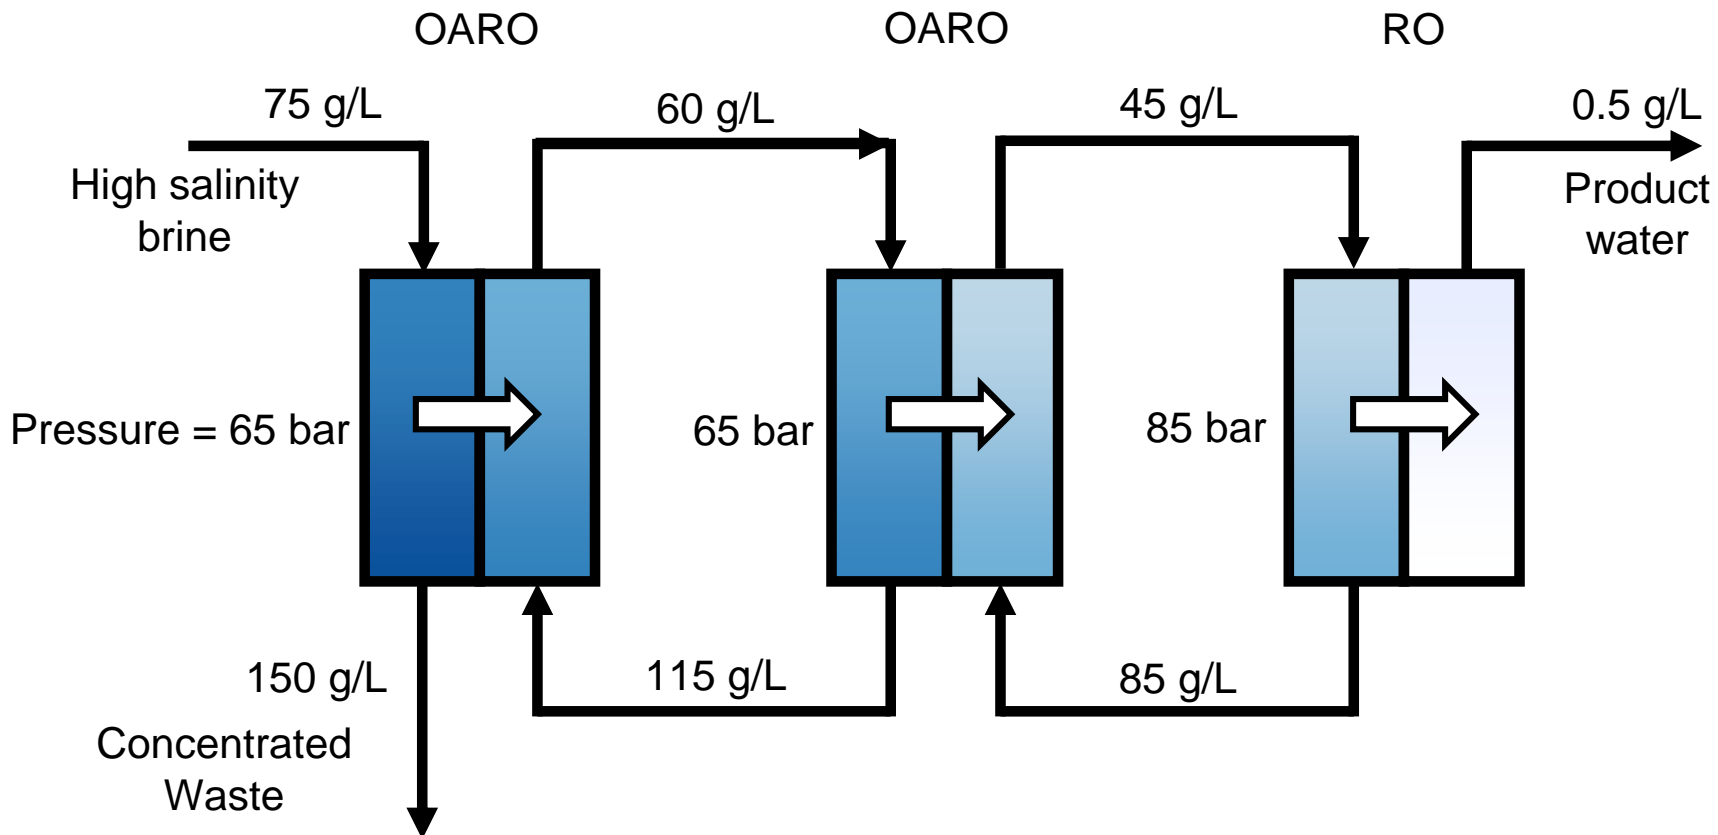 OARO
OARO
RO
75 g/L
60 g/L
45 g/L
0.5 g/L
High salinity
brine
Product
water
Pressure = 65 bar
65 bar
85 bar
150 g/L
115 g/L
85 g/L
Concentrated
Waste